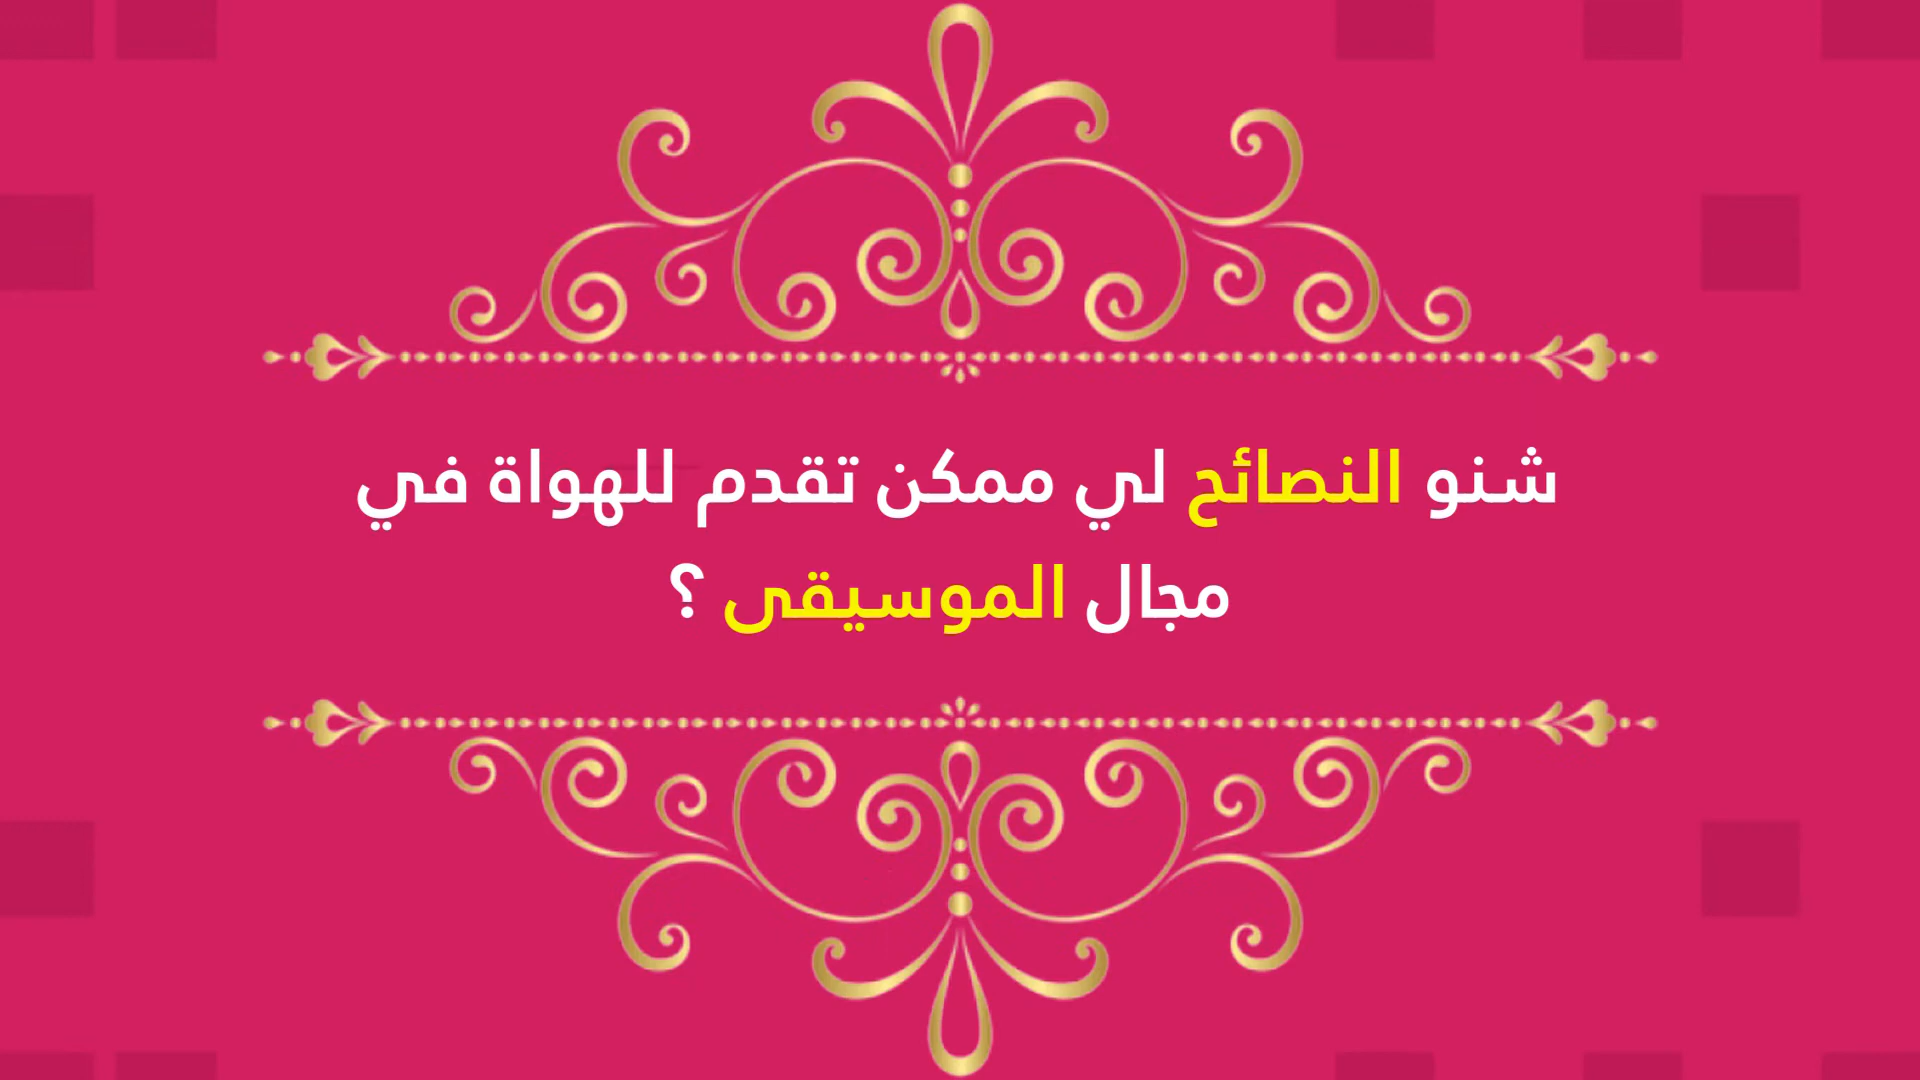 شنو النصائح لي ممكن تقدم للهواة في
مجال الموسيقى ؟